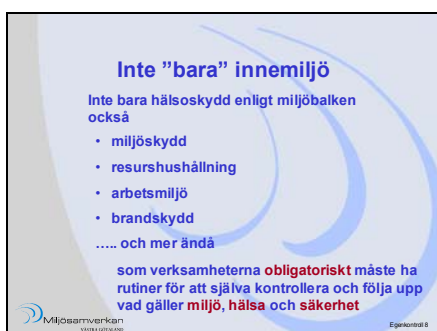 Inte ”bara” innemiljö
Inte bara hälsoskydd enligt miljöbalken
också
• miljöskydd
• resurshushållning
• arbetsmiljö
• brandskydd
….. och mer ändå
som verksamheterna obligatoriskt måste ha
rutiner för att själva kontrollera och följa upp
vad gäller miljö, hälsa och säkerhet
Miljösamverkan
VÄSTRA GÖTALAND
Egenkontroll 8